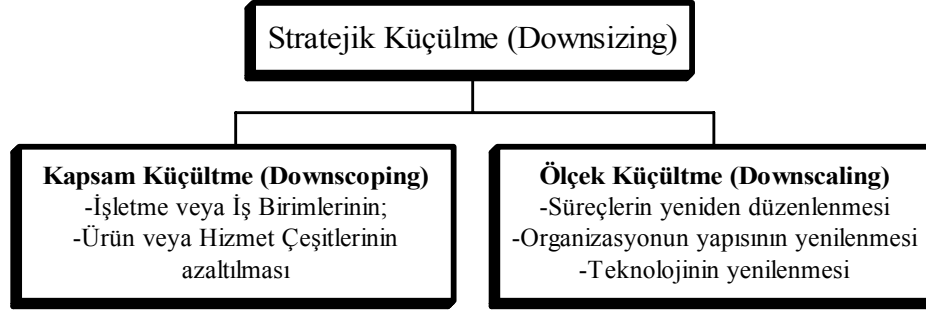 Stratejik Küçülme (Downsizing)
Kapsam Küçültme (Downscoping)
-İşletme veya İş Birimlerinin;
-Ürün veya Hizmet Çeşitlerinin
azaltılması
Ölçek Küçültme (Downscaling)
-Süreçlerin yeniden düzenlenmesi
-Organizasyonun yapısının yenilenmesi
-Teknolojinin yenilenmesi